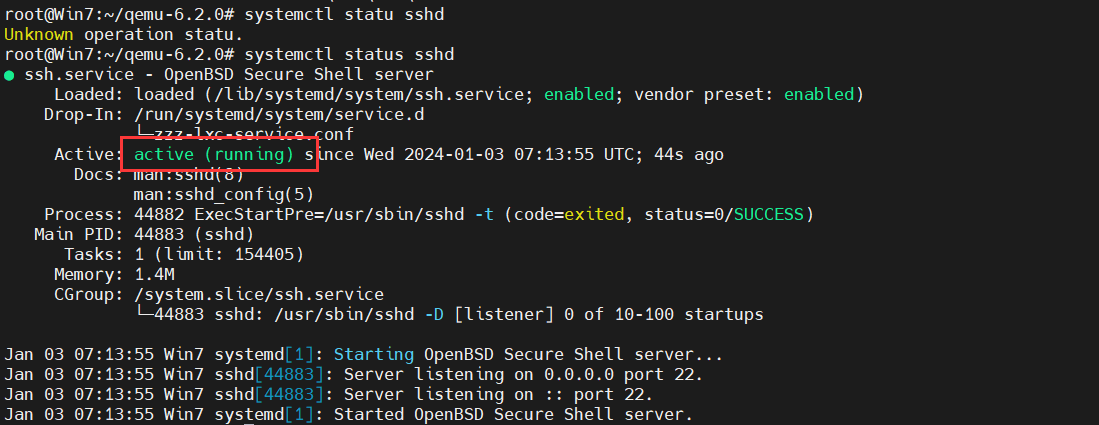 root@Win7:~/qemu-6.2.0# systemctl statu sshd
Unknown operation statu.
root@Win7:~/qemu-6.2.0# systemctl status sshd
● ssh.service - OpenBSD Secure Shell server
     Loaded: loaded (/lib/systemd/system/ssh.service; enabled; vendor preset: enabled)
    Drop-In: /run/systemd/system/service.d
             └─zzz-lxc-service.conf
     Active: active (running) since Wed 2024-01-03 07:13:55 UTC; 44s ago
       Docs: man:sshd(8)
             man:sshd_config(5)
    Process: 44882 ExecStartPre=/usr/sbin/sshd -t (code=exited, status=0/SUCCESS)
   Main PID: 44883 (sshd)
      Tasks: 1 (limit: 154405)
     Memory: 1.4M
     CGroup: /system.slice/ssh.service
             └─44883 sshd: /usr/sbin/sshd -D [listener] 0 of 10-100 startups

Jan 03 07:13:55 Win7 systemd[1]: Starting OpenBSD Secure Shell server...
Jan 03 07:13:55 Win7 sshd[44883]: Server listening on 0.0.0.0 port 22.
Jan 03 07:13:55 Win7 sshd[44883]: Server listening on :: port 22.
Jan 03 07:13:55 Win7 systemd[1]: Started OpenBSD Secure Shell server.